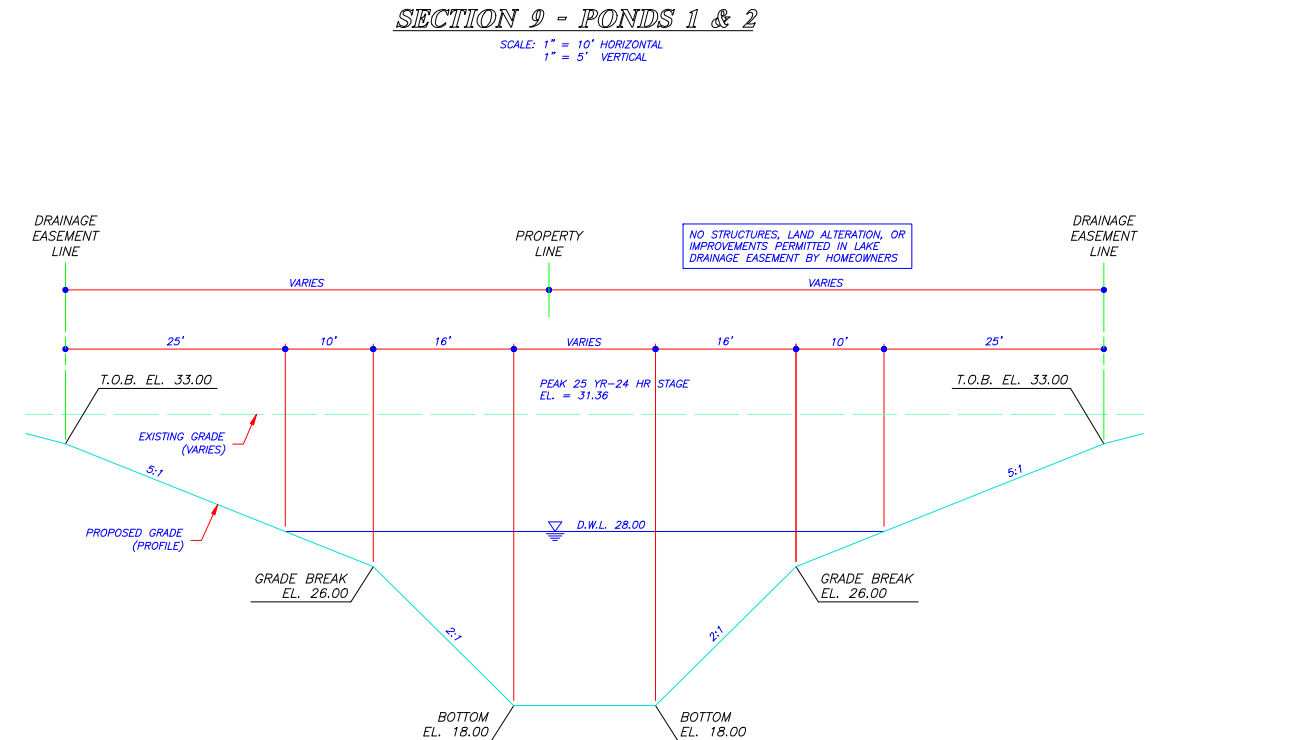 SECTION 9 - PONDS 1 & 2
SCALE: 1" = 10' HORIZONTAL
1" = 5' VERTICAL
DRAINAGE
EASEMENT
LINE
PROPERTY
LINE
NO STRUCTURES, LAND ALTERATION, OR
IMPROVEMENTS PERMITTED IN LAKE
DRAINAGE EASEMENT BY HOMEOWNERS
DRAINAGE
EASEMENT
LINE
VARIES
VARIES
25'
10'
16'
VARIES
16'
10'
25'
T.O.B. EL. 33.00
PEAK 25 YR-24 HR STAGE
EL. = 31.36
T.O.B. EL. 33.00
EXISTING GRADE
(VARIES)
5:1
5:1
PROPOSED GRADE
(PROFILE)
D.W.L. 28.00
GRADE BREAK
EL. 26.00
GRADE BREAK
EL. 26.00
2:1
2:1
BOTTOM
EL. 18.00
BOTTOM
EL. 18.00